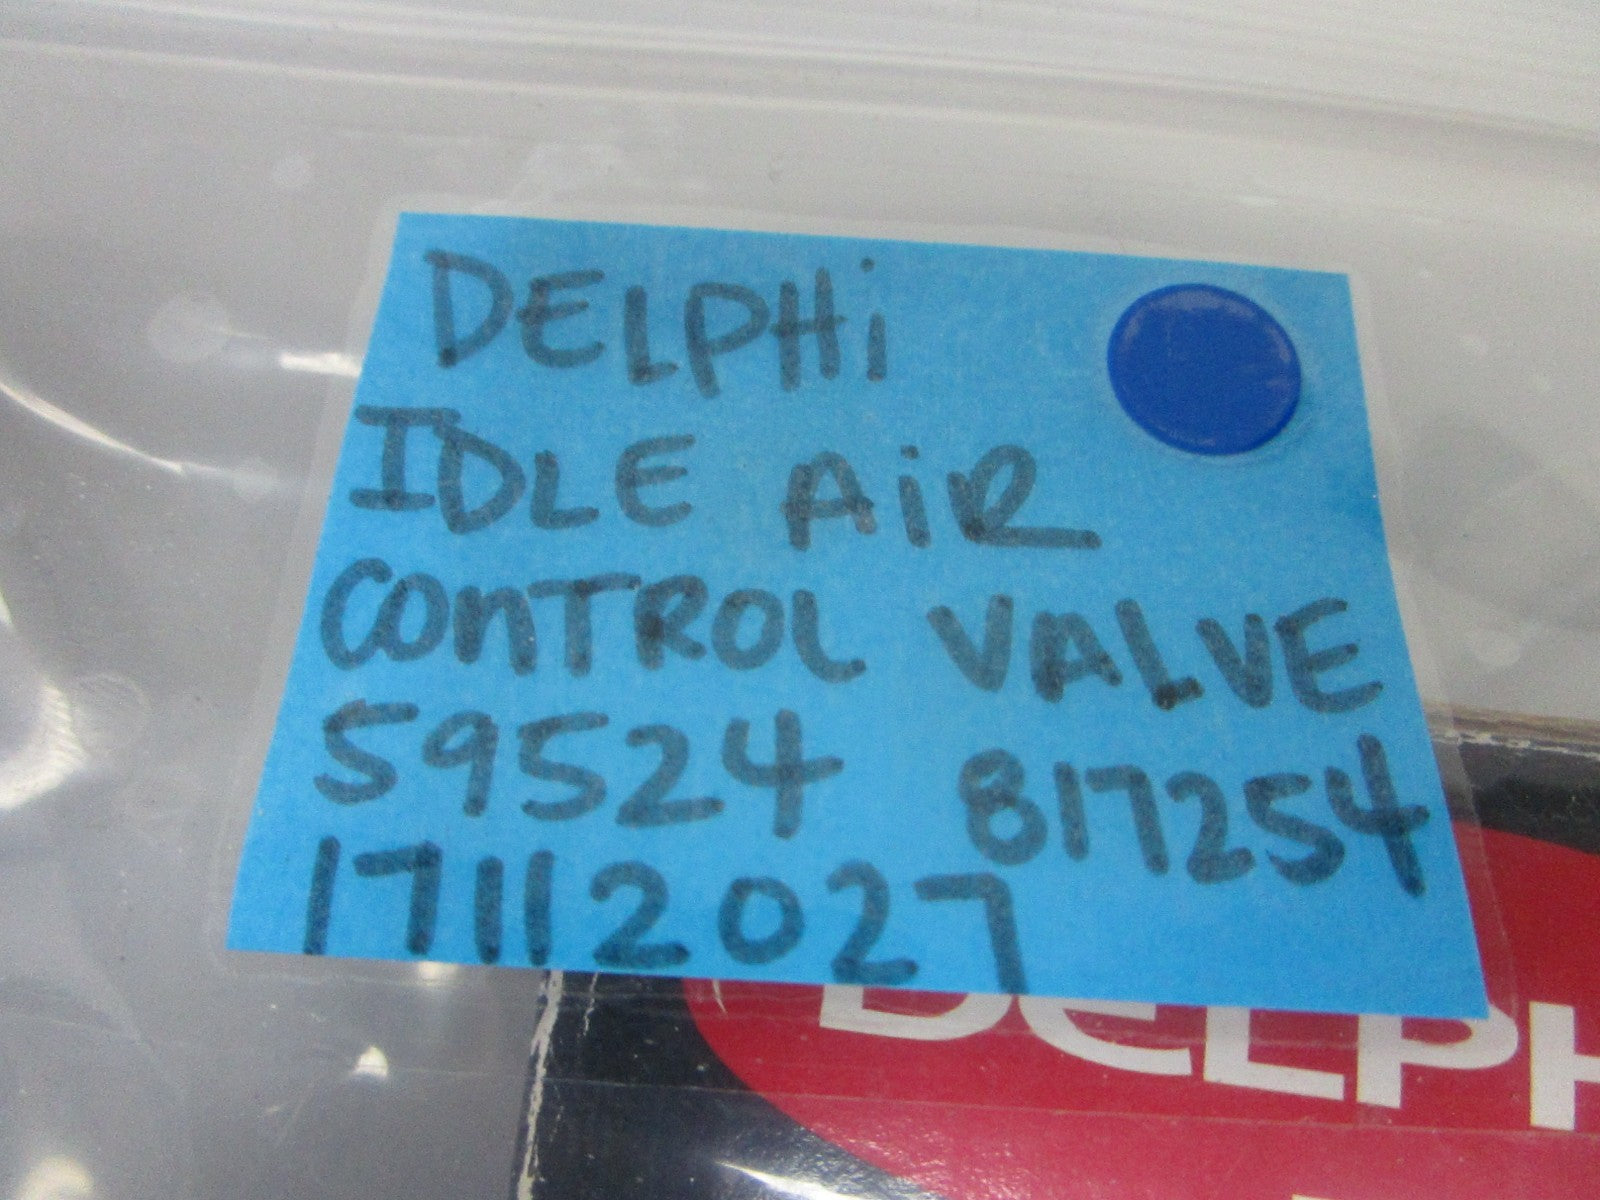 DELPHi
IDLE AiR
CONTROL VALVE
59524 817254
17112027
DELPH